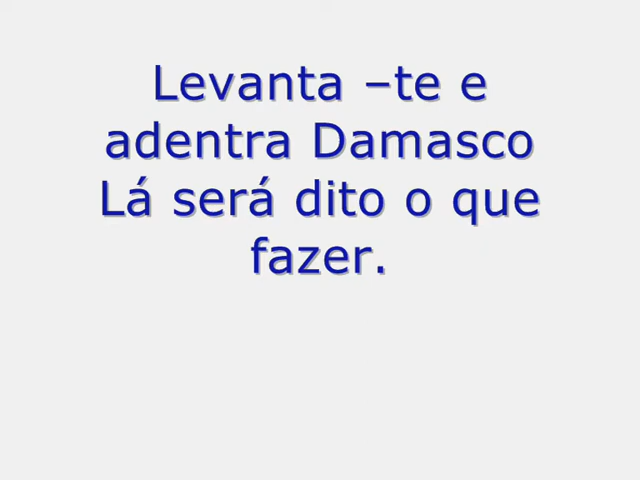 Levanta –te e
adentra Damasco
Lá será dito o que
fazer.